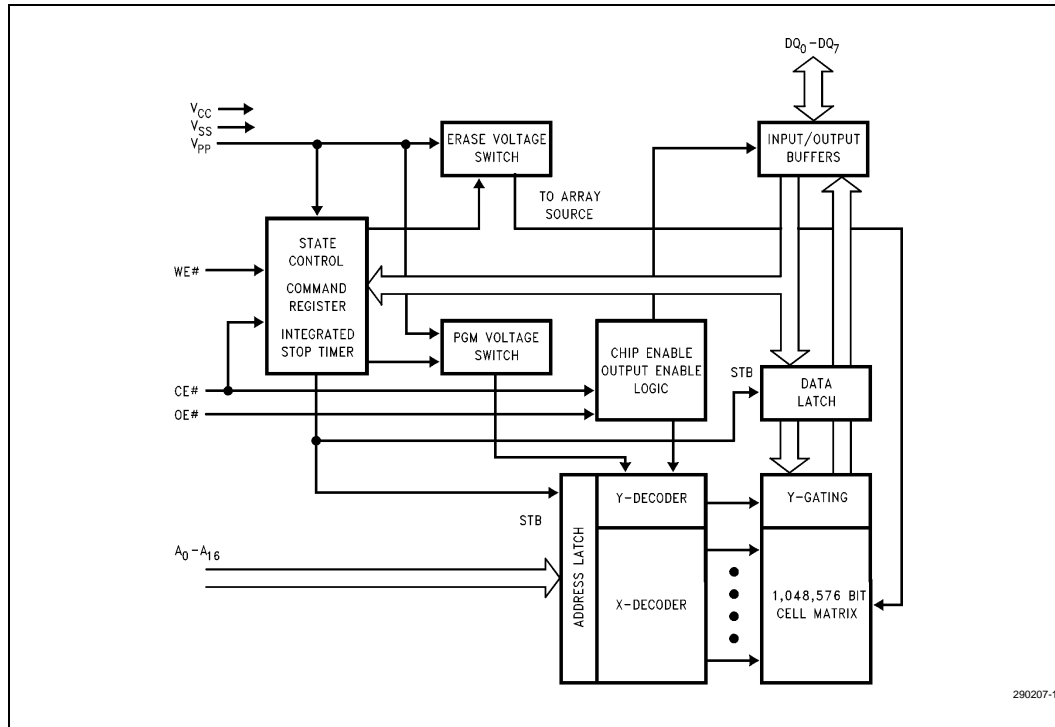 DQ0-DQ7
VCC
VSS
VPP
ERASE VOLTAGE
SWITCH
INPUT/OUTPUT
BUFFERS
TO ARRAY
SOURCE
STATE
CONTROL
COMMAND
REGISTER
INTEGRATED
STOP TIMER
WE#
PGM VOLTAGE
SWITCH
CHIP ENABLE
OUTPUT ENABLE
LOGIC
STB
DATA
LATCH
CE#
OE#
STB
ADDRESS LATCH
Y-DECODER
Y-GATING
A0-A16
X-DECODER
1,048,576 BIT
CELL MATRIX
290207-1